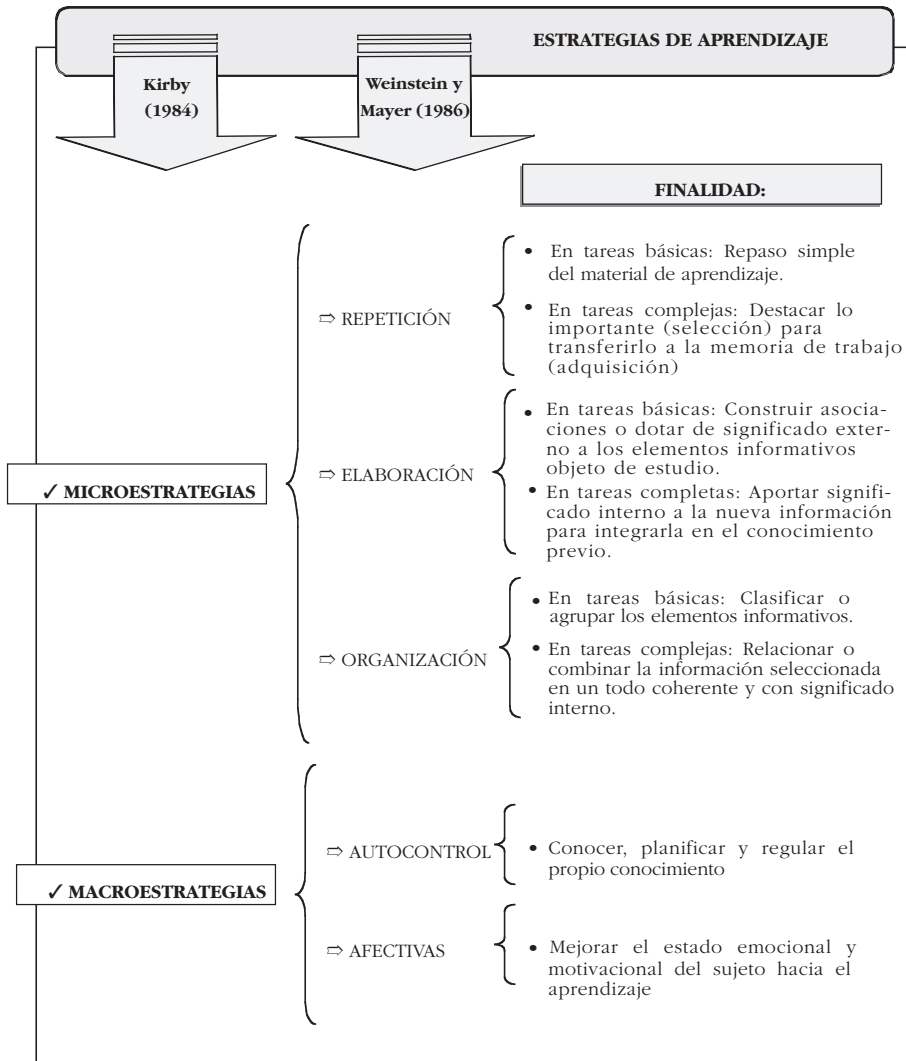 ESTRATEGIAS DE APRENDIZAJE
Kirby
(1984)
Weinstein y
Mayer (1986)
FINALIDAD:
✓ MICROESTRATEGIAS
⇨ REPETICIÓN
• En tareas básicas: Repaso simple
del material de aprendizaje.
• En tareas complejas: Destacar lo
importante (selección) para
transferirlo a la memoria de trabajo
(adquisición)
⇨ ELABORACIÓN
• En tareas básicas: Construir asocia-
ciones o dotar de significado exter-
no a los elementos informativos
objeto de estudio.
• En tareas completas: Aportar signifi-
cado interno a la nueva información
para integrarla en el conocimiento
previo.
⇨ ORGANIZACIÓN
• En tareas básicas: Clasificar o
agrupar los elementos informativos.
• En tareas complejas: Relacionar o
combinar la información seleccionada
en un todo coherente y con significado
interno.
✓ MACROESTRATEGIAS
⇨ AUTOCONTROL
• Conocer, planificar y regular el
propio conocimiento
⇨ AFECTIVAS
• Mejorar el estado emocional y
motivacional del sujeto hacia el
aprendizaje